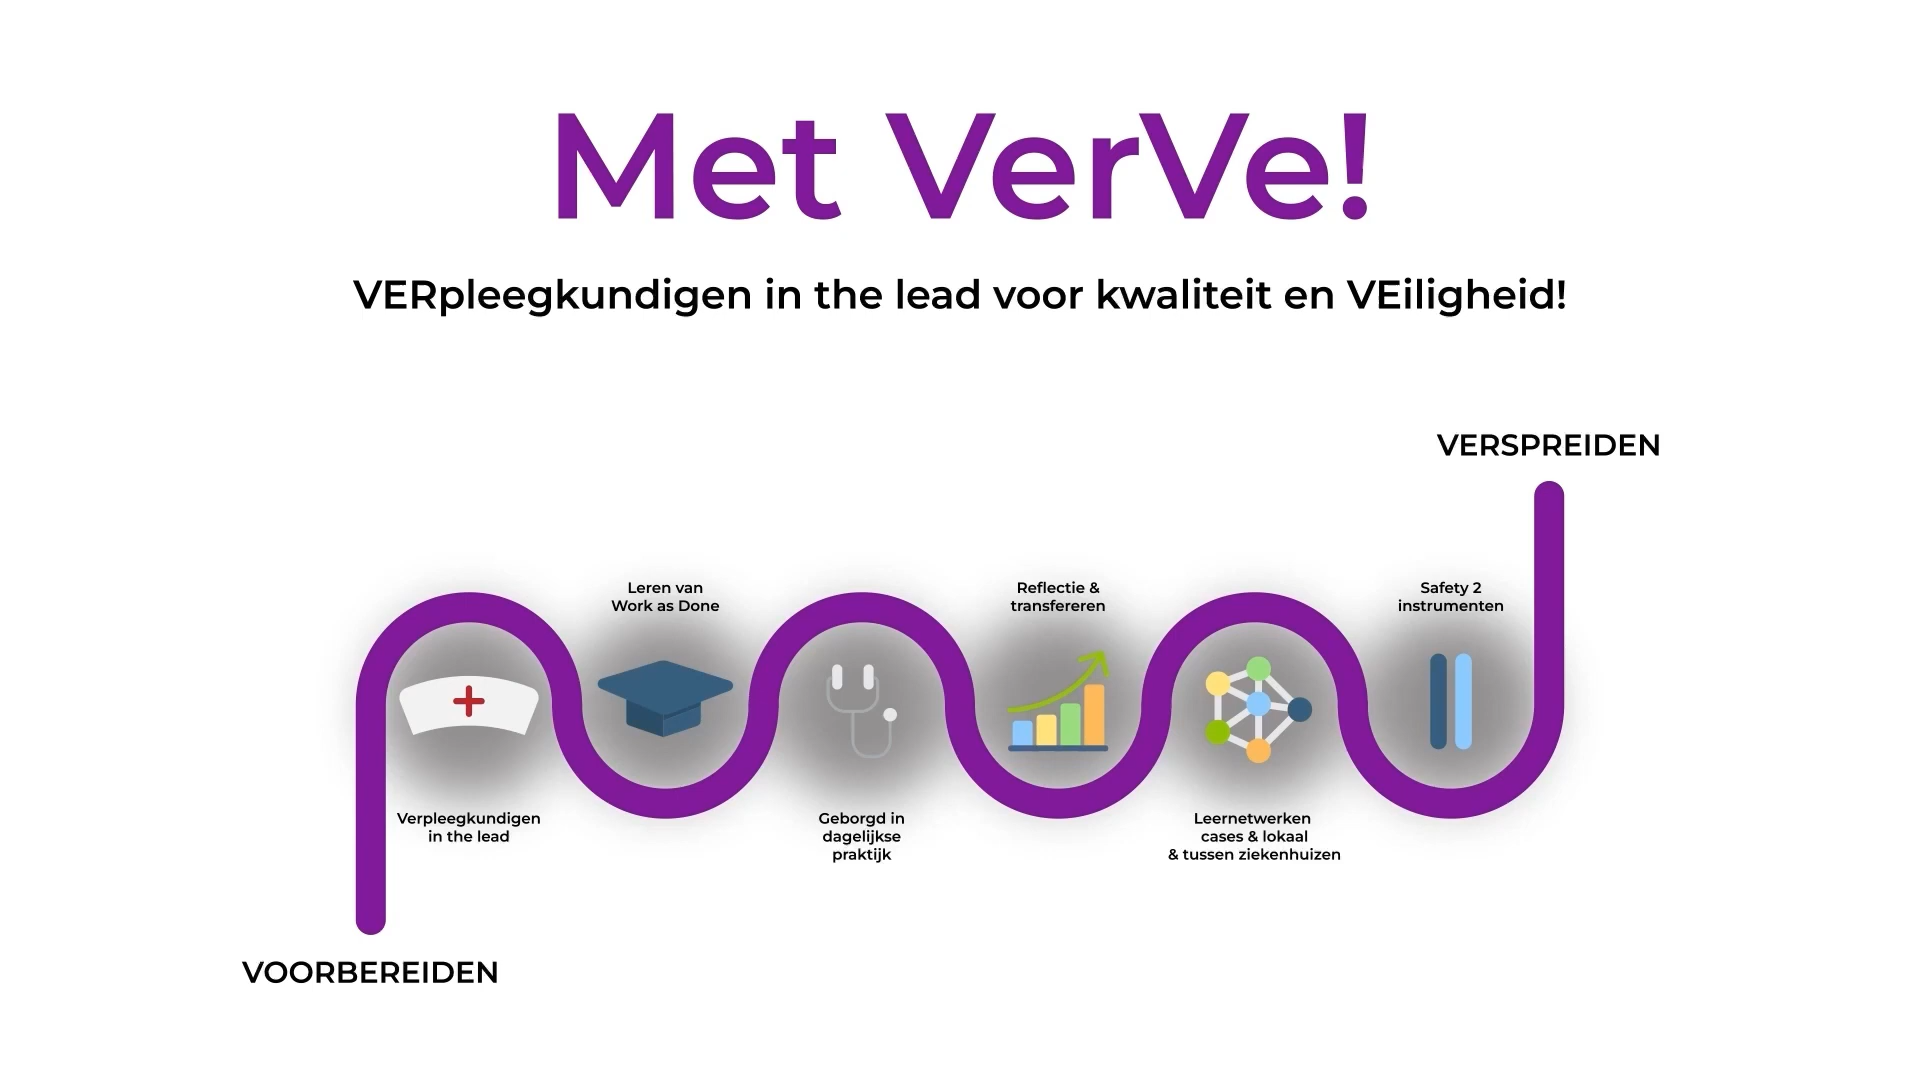 Met VerVe!
VERpleegkundigen in the lead voor kwaliteit en VEiligheid!
VERSPREIDEN
Leren van
Work as Done
Reflectie &
transfereren
Safety 2
instrumenten
Verpleegkundigen
in the lead
Geborgd in
dagelijkse
praktijk
Leernetwerken
cases & lokaal
& tussen ziekenhuizen
VOORBEREIDEN